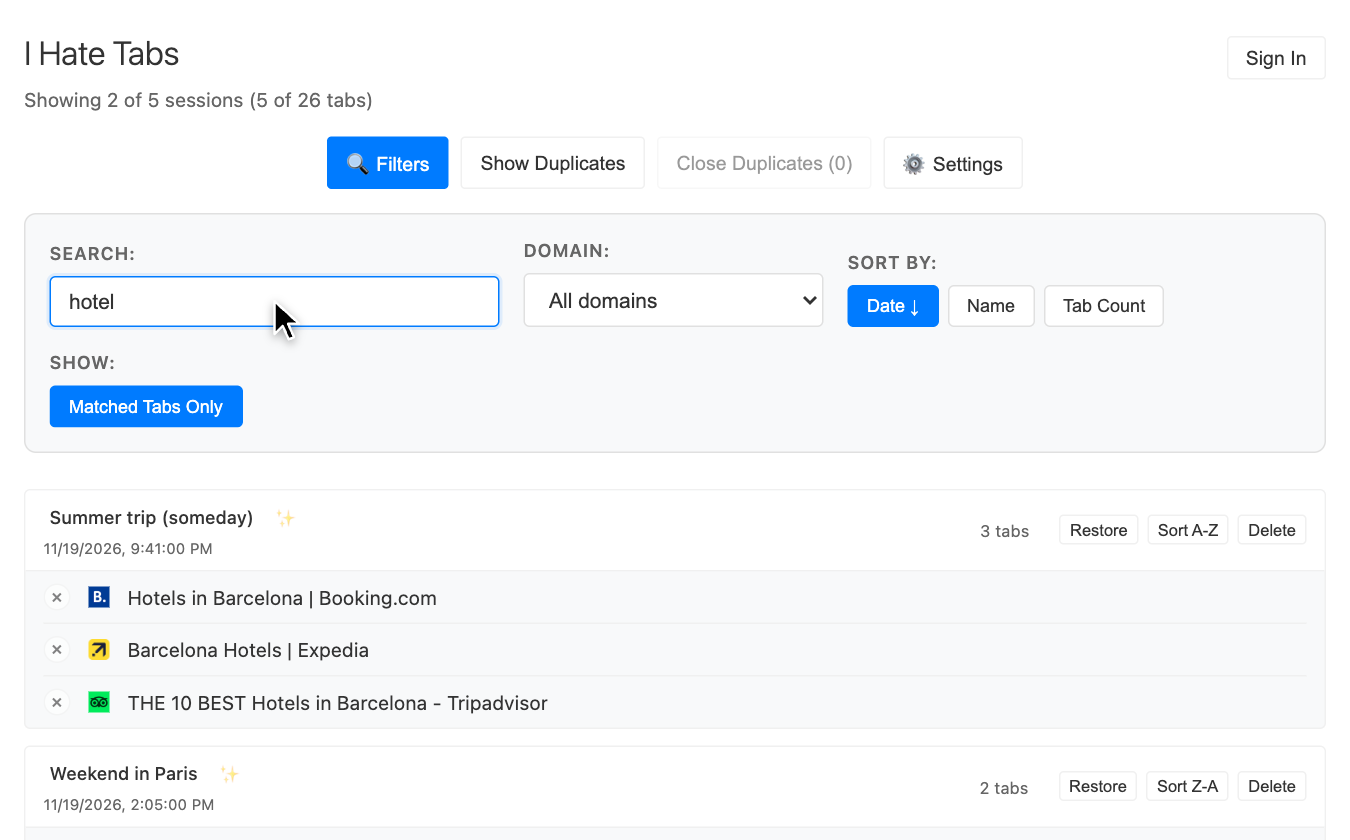 I Hate Tabs
Sign In
Showing 2 of 5 sessions (5 of 26 tabs)
🔍 Filters
Show Duplicates
Close Duplicates (0)
⚙️ Settings
SEARCH:
hotel
DOMAIN:
All domains
SORT BY:
Date ↓
Name
Tab Count
SHOW:
Matched Tabs Only
Summer trip (someday) ✨
11/19/2026, 9:41:00 PM
3 tabs
Restore
Sort A-Z
Delete
× B. Hotels in Barcelona | Booking.com
× Barcelona Hotels | Expedia
× THE 10 BEST Hotels in Barcelona - Tripadvisor
Weekend in Paris ✨
11/19/2026, 2:05:00 PM
2 tabs
Restore
Sort Z-A
Delete